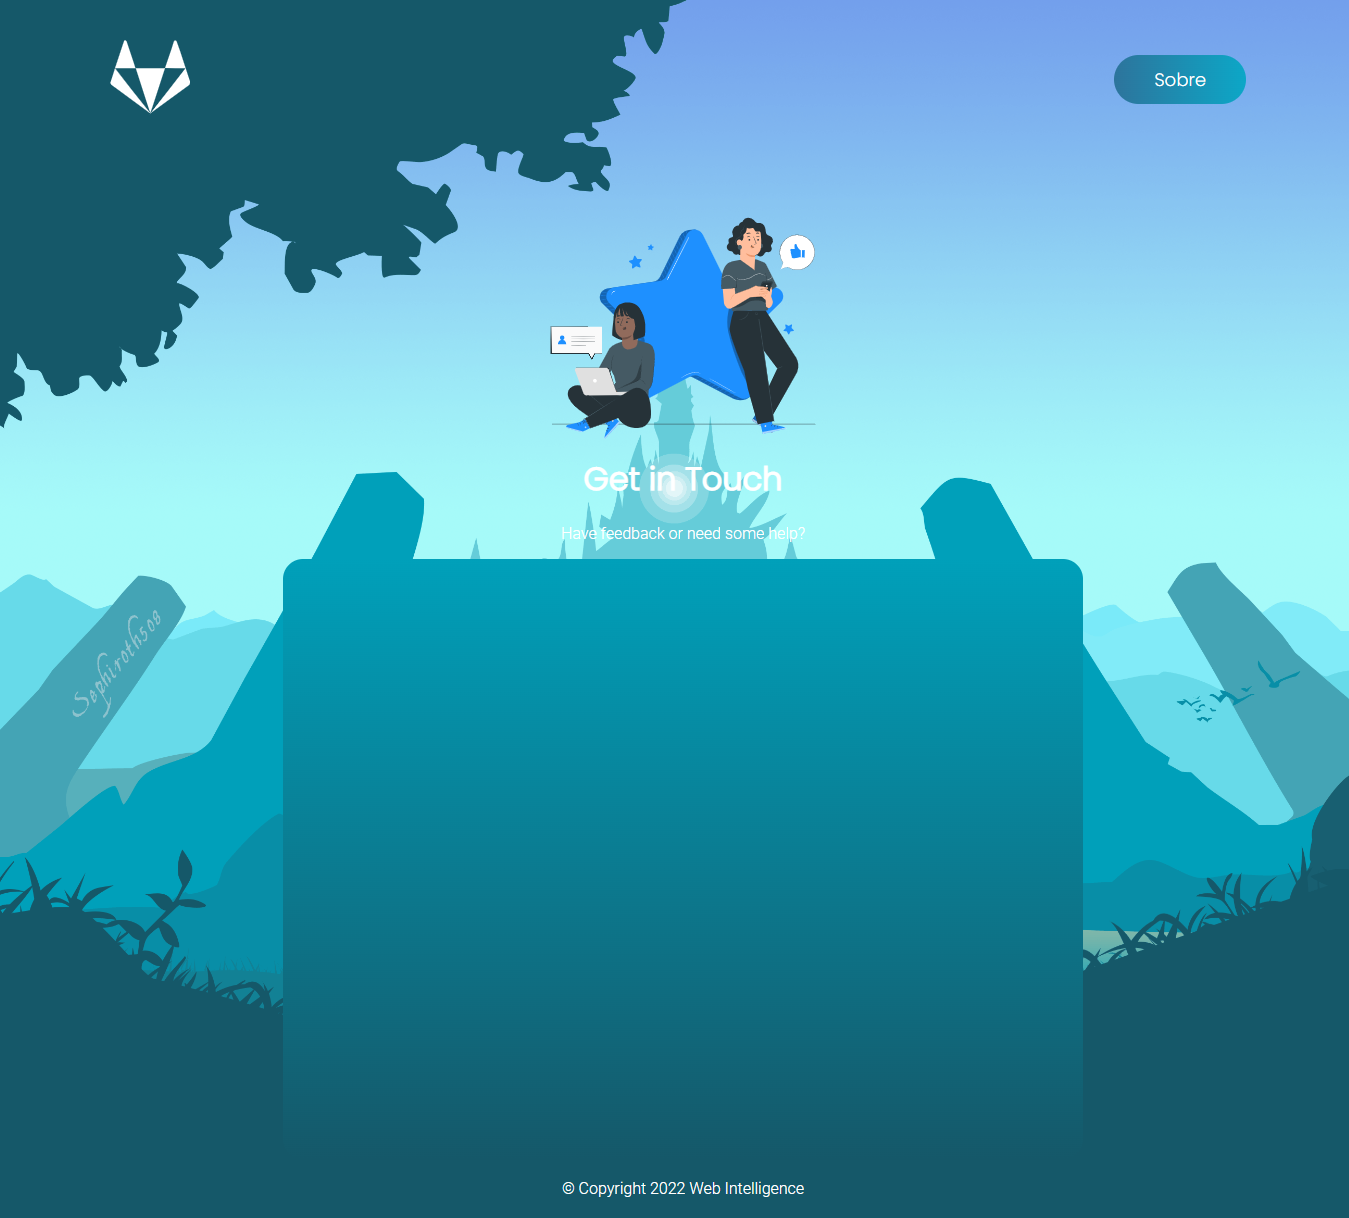 Sobre
Get in Touch
Have feedback or need some help?
Sephiroth508
© Copyright 2022 Web Intelligence